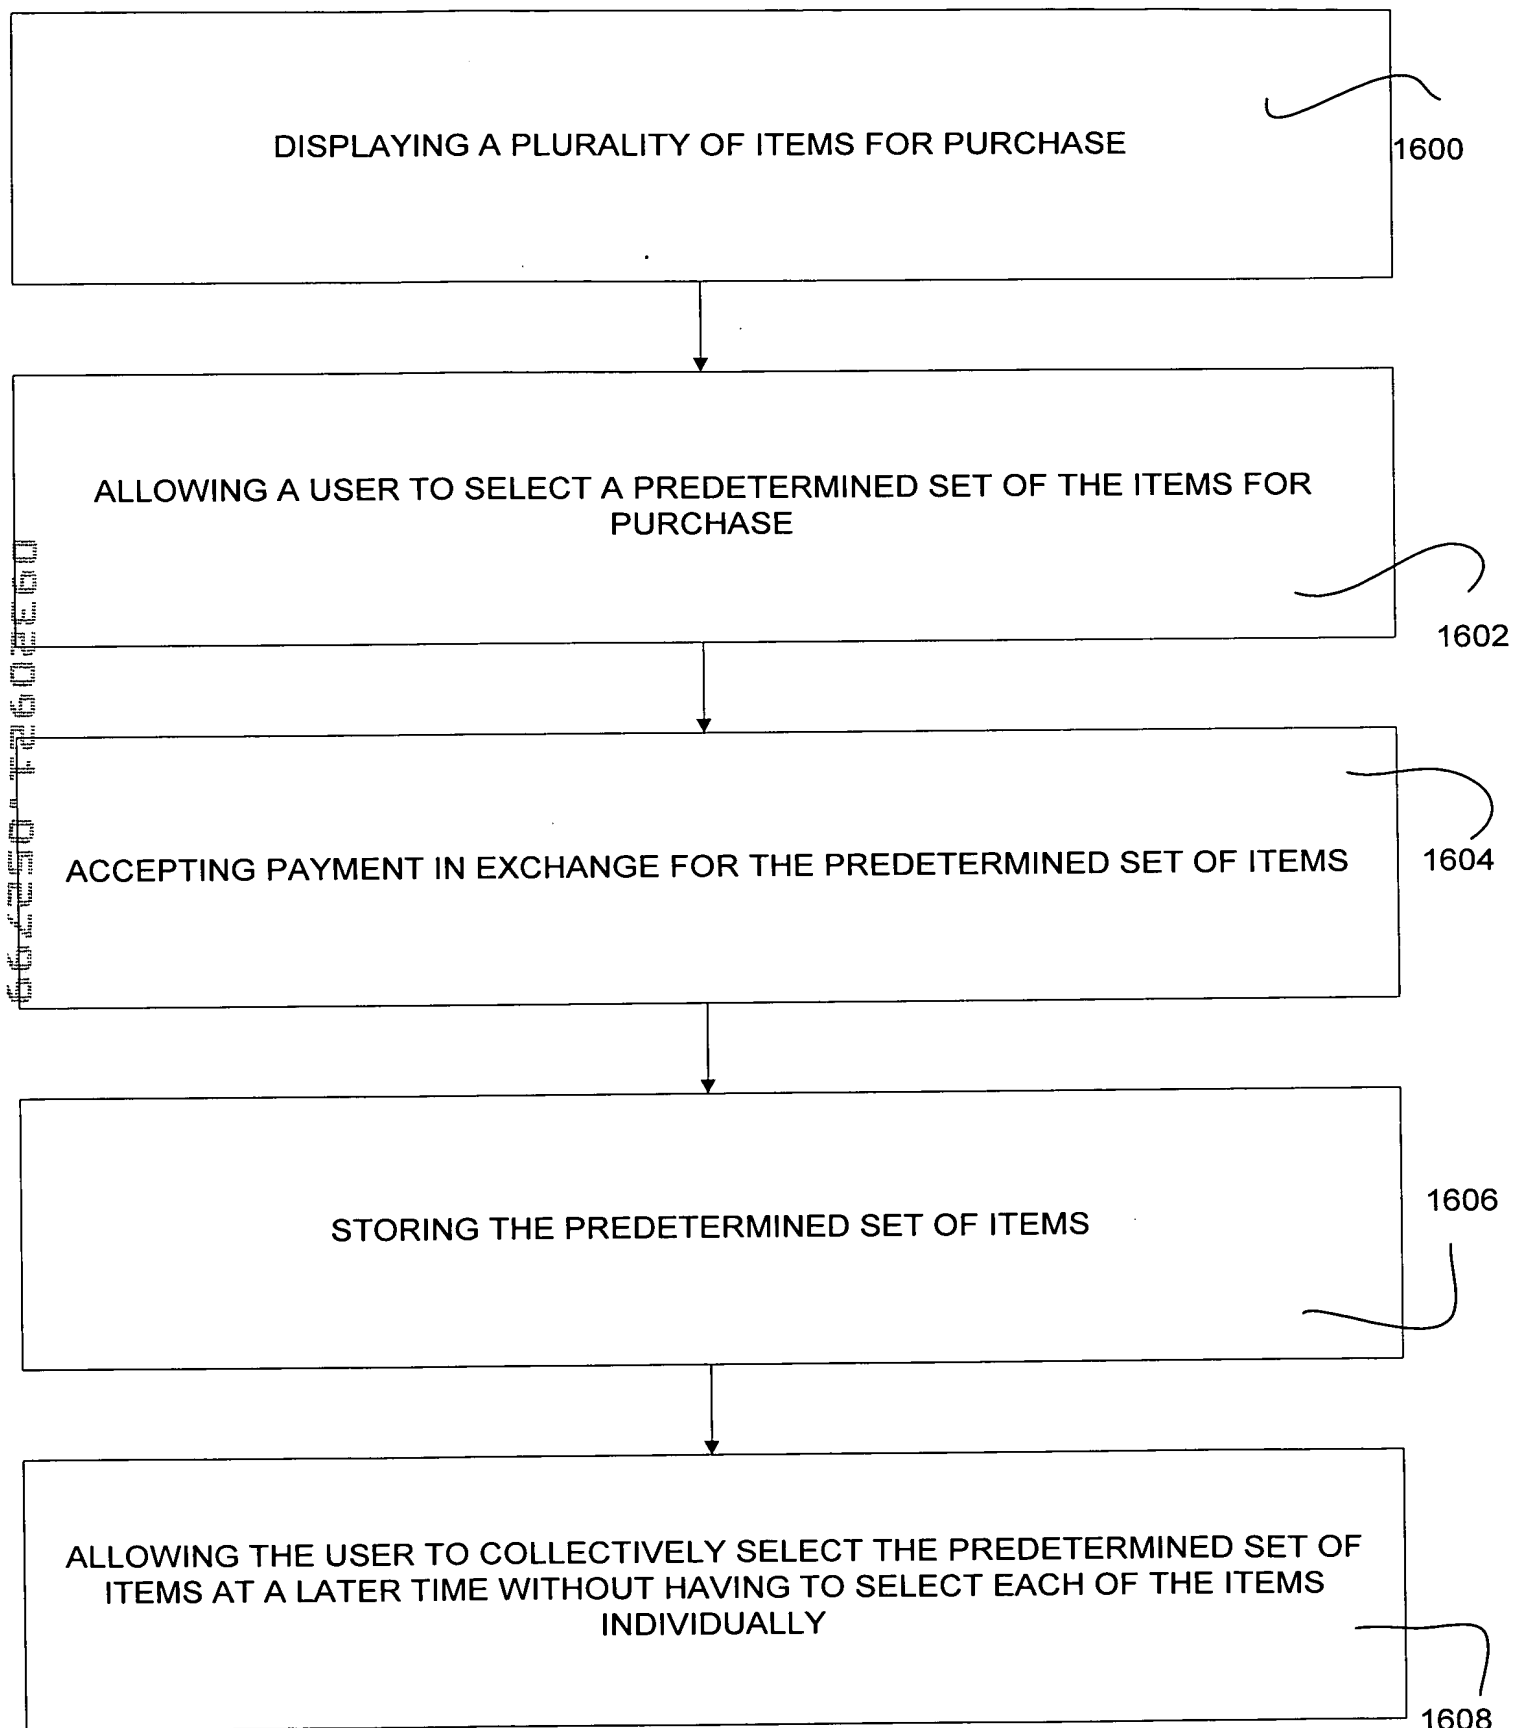 DISPLAYING A PLURALITY OF ITEMS FOR PURCHASE
1600
ALLOWING A USER TO SELECT A PREDETERMINED SET OF THE ITEMS FOR
PURCHASE
1602
ACCEPTING PAYMENT IN EXCHANGE FOR THE PREDETERMINED SET OF ITEMS
1604
STORING THE PREDETERMINED SET OF ITEMS
1606
ALLOWING THE USER TO COLLECTIVELY SELECT THE PREDETERMINED SET OF
ITEMS AT A LATER TIME WITHOUT HAVING TO SELECT EACH OF THE ITEMS
INDIVIDUALLY
1608